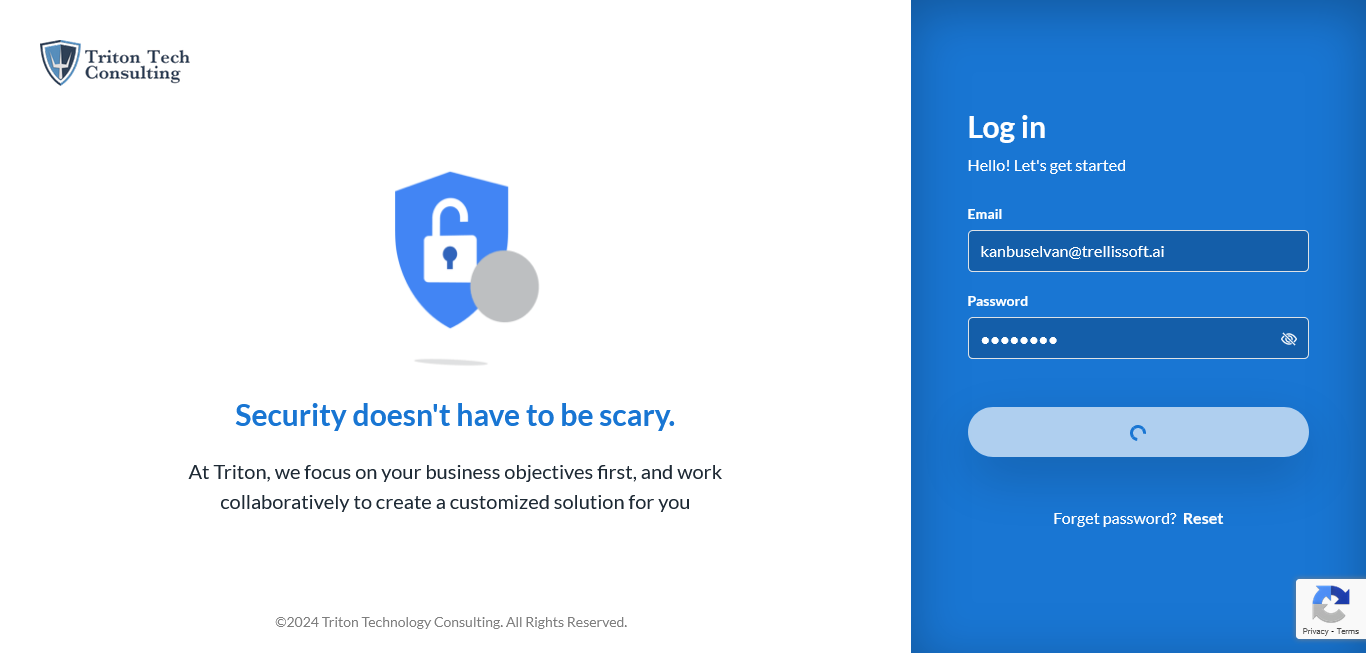 Triton Tech
Consulting
Security doesn't have to be scary.
At Triton, we focus on your business objectives first, and work
collaboratively to create a customized solution for you
©2024 Triton Technology Consulting. All Rights Reserved.
Log in
Hello! Let's get started
Email
kanbuselvan@trellissoft.ai
Password
●●●●●●●●
Forget password? Reset
Privacy - Terms